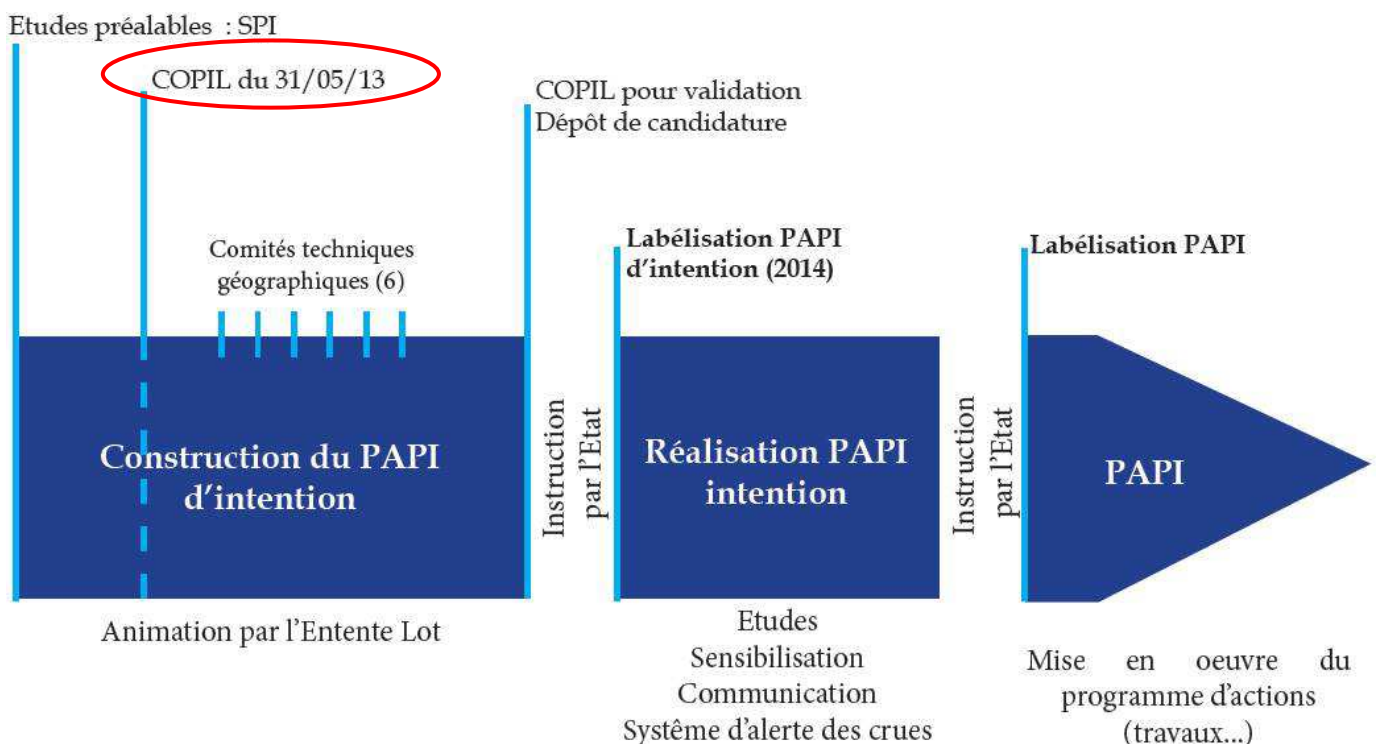 Etudes préalables : SPI
COPIL du 31/05/13
COPIL pour validation
Dépôt de candidature
Comités techniques
géographiques (6)
Labélisation PAPI
d'intention (2014)
Labélisation PAPI
Construction du PAPI
d'intention
Instruction
par l'Etat
Réalisation PAPI
intention
Instruction
par l'Etat
PAPI
Animation par l'Entente Lot
Etudes
Sensibilisation
Communication
Systême d'alerte des crues
Mise en oeuvre du
programme d'actions
(travaux...)